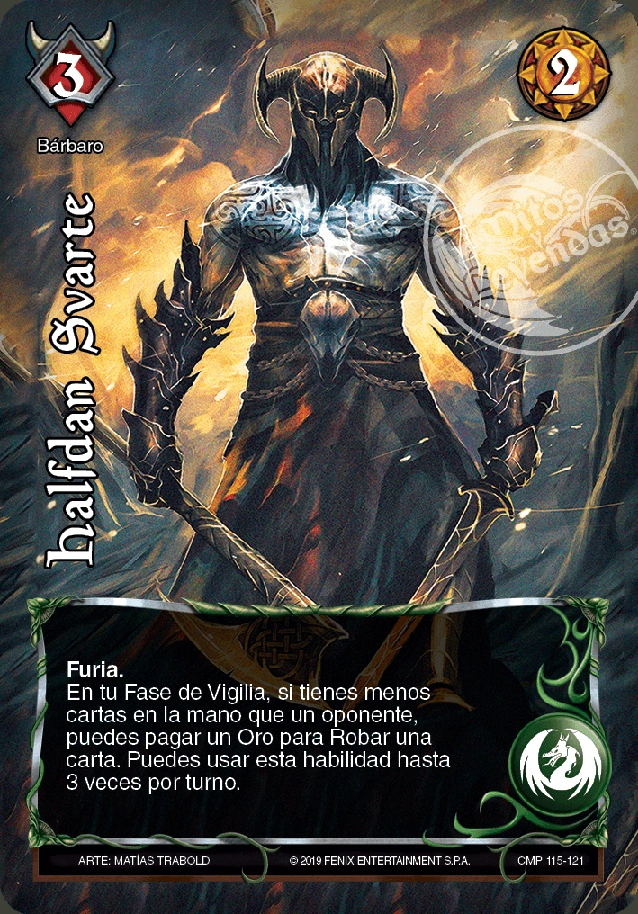 3
2
Bárbaro
Mitos
y
Leyendas®
Halfdan Svarte
Furia.
En tu Fase de Vigilia, si tienes menos
cartas en la mano que un oponente,
puedes pagar un Oro para Robar una
carta. Puedes usar esta habilidad hasta
3 veces por turno.
ARTE: MATÍAS TRABOLD © 2019 FENIX ENTERTAINMENT S.P.A. CMP 115-121